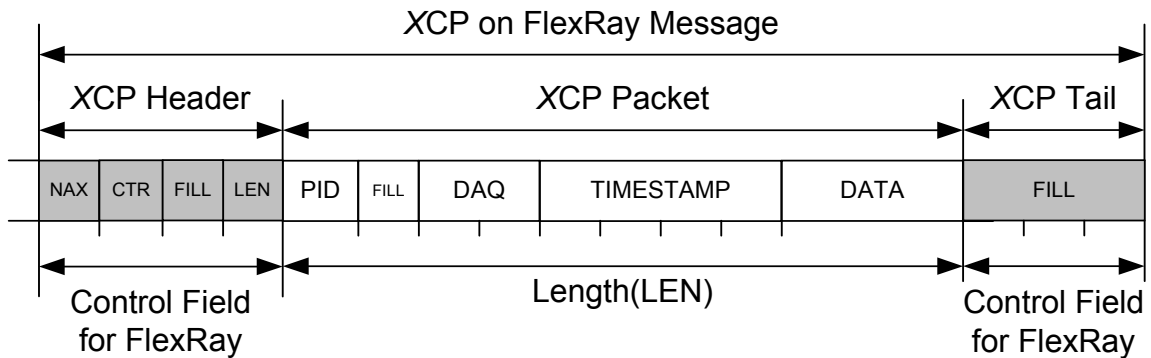 XCP on FlexRay Message
XCP Header XCP Packet XCP Tail
NAX CTR FILL LEN PID FILL DAQ TIMESTAMP DATA FILL
Length(LEN)
Control Field for FlexRay
Control Field for FlexRay